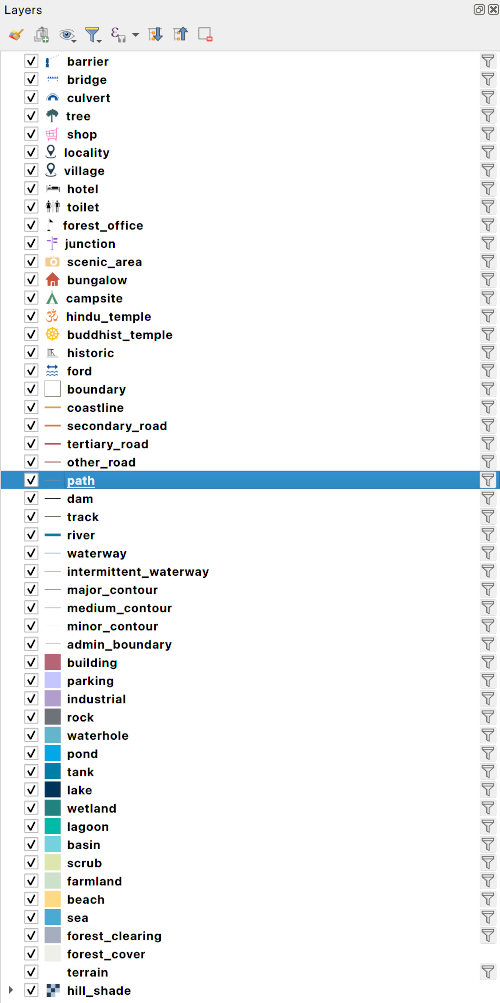 Layers
barrier
bridge
culvert
tree
shop
locality
village
hotel
toilet
forest_office
junction
scenic_area
bungalow
campsite
hindu_temple
buddhist_temple
historic
ford
boundary
coastline
secondary_road
tertiary_road
other_road
path
dam
track
river
waterway
intermittent_waterway
major_contour
medium_contour
minor_contour
admin_boundary
building
parking
industrial
rock
waterhole
pond
tank
lake
wetland
lagoon
basin
scrub
farmland
beach
sea
forest_clearing
forest_cover
terrain
hill_shade